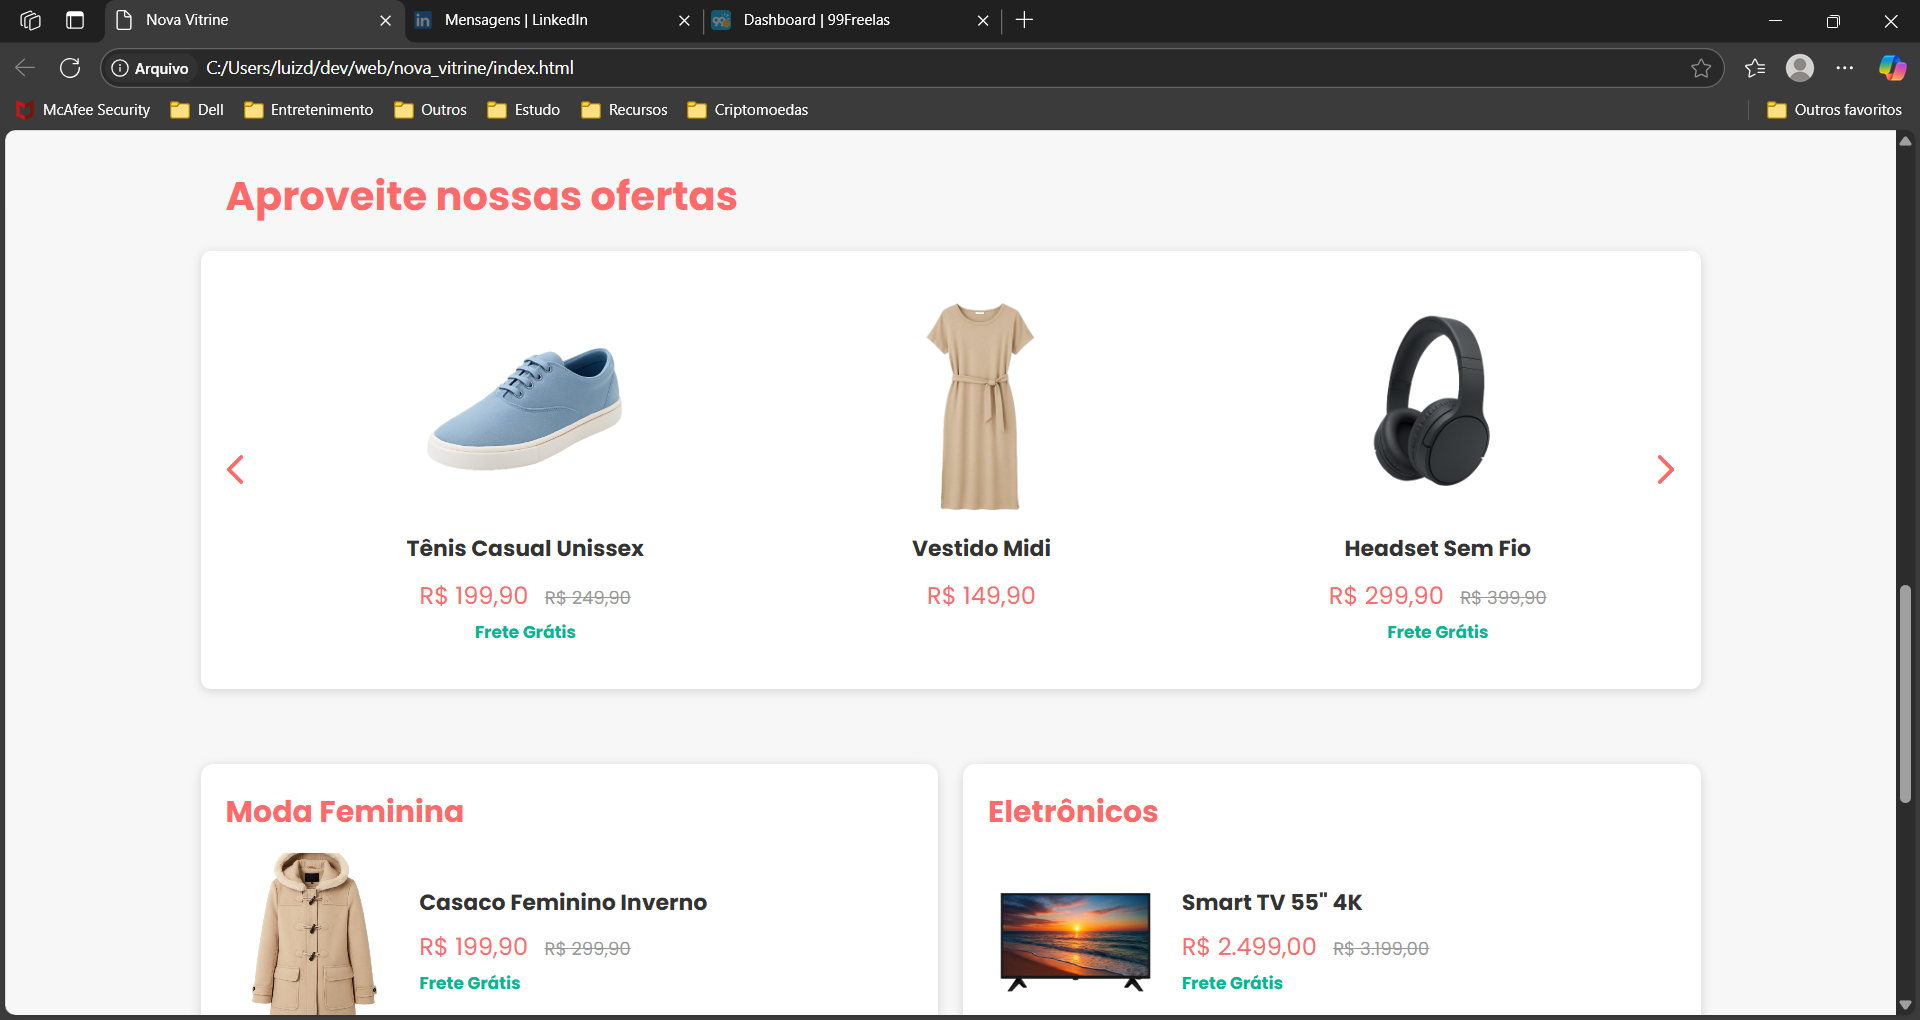 Nova Vitrine
Mensagens | LinkedIn
Dashboard | 99Freelas
Arquivo C:/Users/luizd/dev/web/nova_vitrine/index.html
McAfee Security Dell Entretenimento Outros Estudo Recursos Criptomoedas Outros favoritos
Aproveite nossas ofertas
Tênis Casual Unissex
R$ 199,90 R$ 249,90
Frete Grátis
Vestido Midi
R$ 149,90
Headset Sem Fio
R$ 299,90 R$ 399,90
Frete Grátis
Moda Feminina
Casaco Feminino Inverno
R$ 199,90 R$ 299,90
Frete Grátis
Eletrônicos
Smart TV 55" 4K
R$ 2.499,00 R$ 3.199,00
Frete Grátis